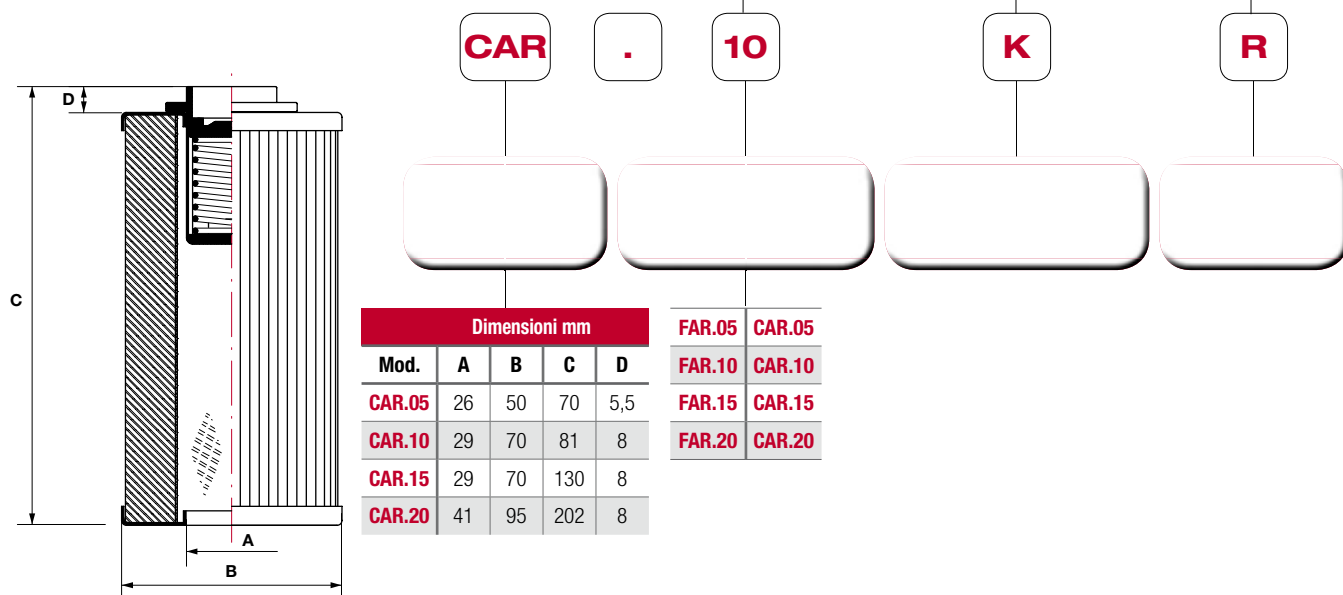 CAR . 10 K R
D
C
A
B
Dimensioni mm
Mod. A B C D
CAR.05 26 50 70 5,5
CAR.10 29 70 81 8
CAR.15 29 70 130 8
CAR.20 41 95 202 8
FAR.05 CAR.05
FAR.10 CAR.10
FAR.15 CAR.15
FAR.20 CAR.20